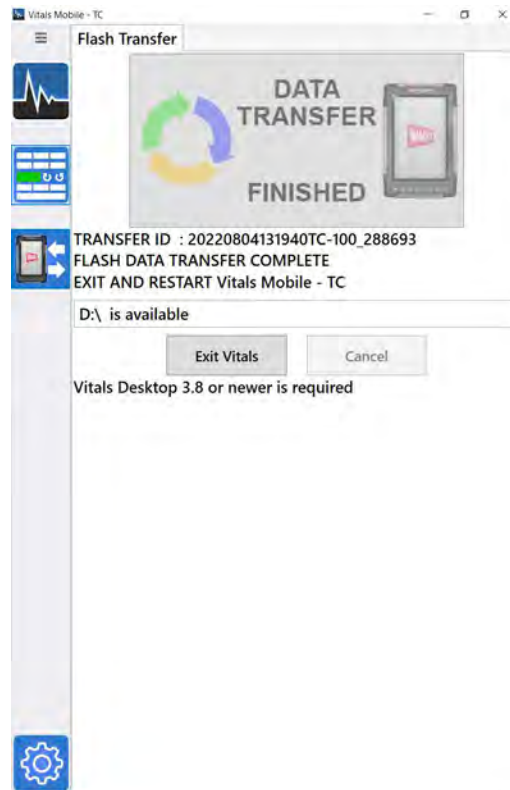 Vitals Mobile - TC
Flash Transfer
DATA
TRANSFER
FINISHED
TRANSFER ID : 20220804131940TC-100_288693
FLASH DATA TRANSFER COMPLETE
EXIT AND RESTART Vitals Mobile - TC
D:\ is available
Exit Vitals
Cancel
Vitals Desktop 3.8 or newer is required